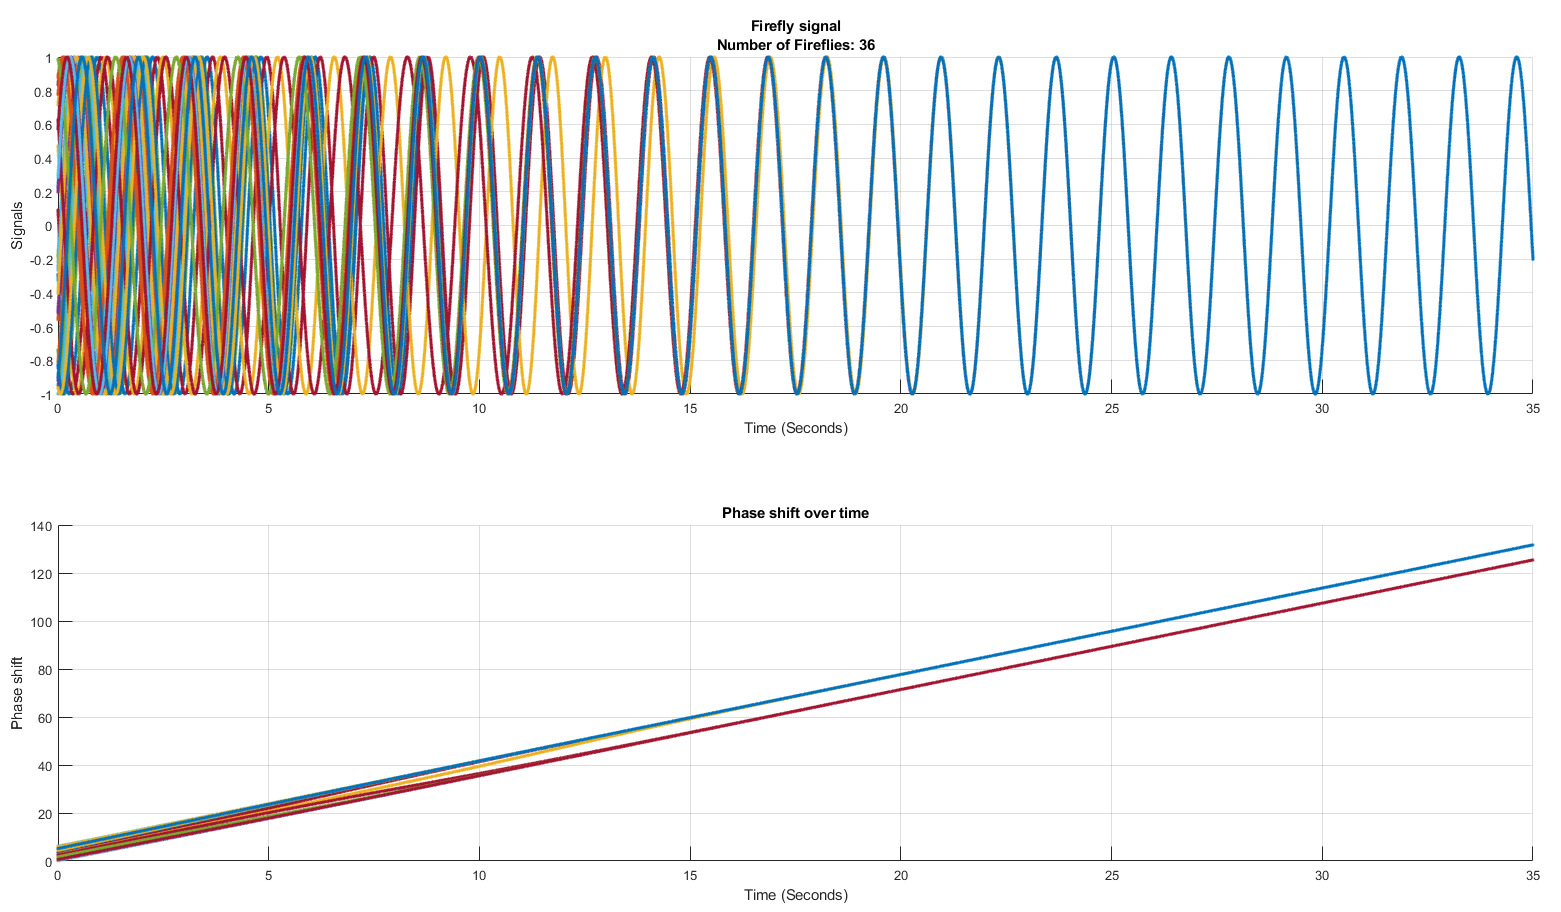 Firefly signal
Number of Fireflies: 36
1
0.8
0.6
0.4
0.2
0
-0.2
-0.4
-0.6
-0.8
-1
Signals
0 5 10 15 20 25 30 35
Time (Seconds)
Phase shift over time
140
120
100
80
60
40
20
0
Phase shift
0 5 10 15 20 25 30 35
Time (Seconds)